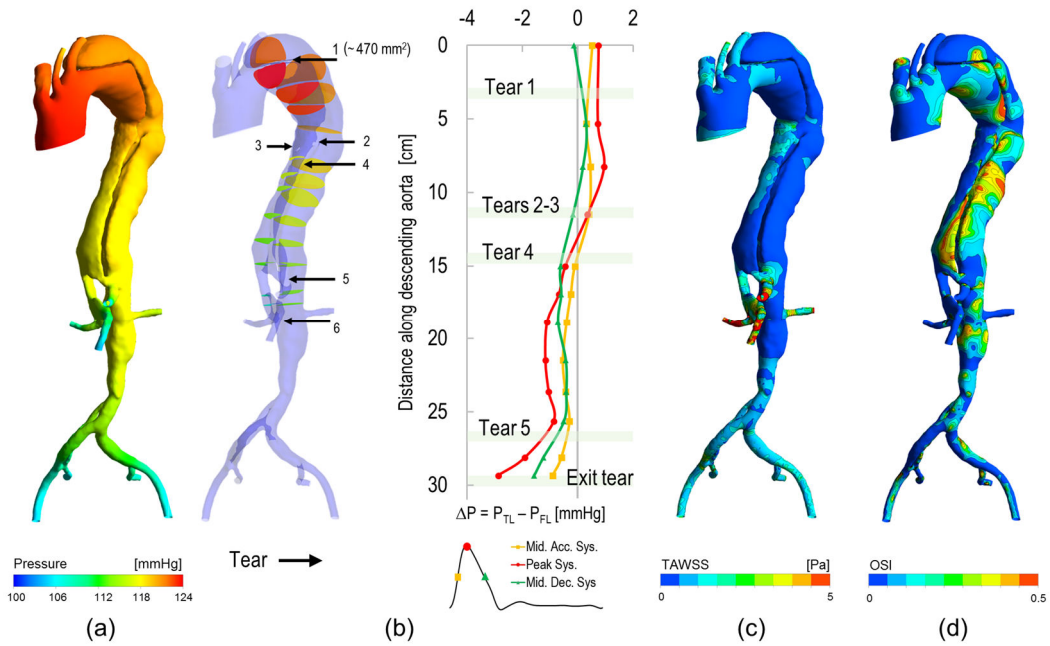 -4 -2 0 2
1 (~470 mm²)
0
Tear 1
5
2
3
4
10
Tears 2-3
Tear 4
15
5
6
20
25
Tear 5
30
Exit tear
Distance along descending aorta [cm]
ΔP = P_TL – P_FL [mmHg]
Mid. Acc. Sys.
Peak Sys.
Mid. Dec. Sys
Tear
Pressure [mmHg]
100 106 112 118 124
TAWSS [Pa]
0 5
OSI
0 0.5
(a) (b) (c) (d)